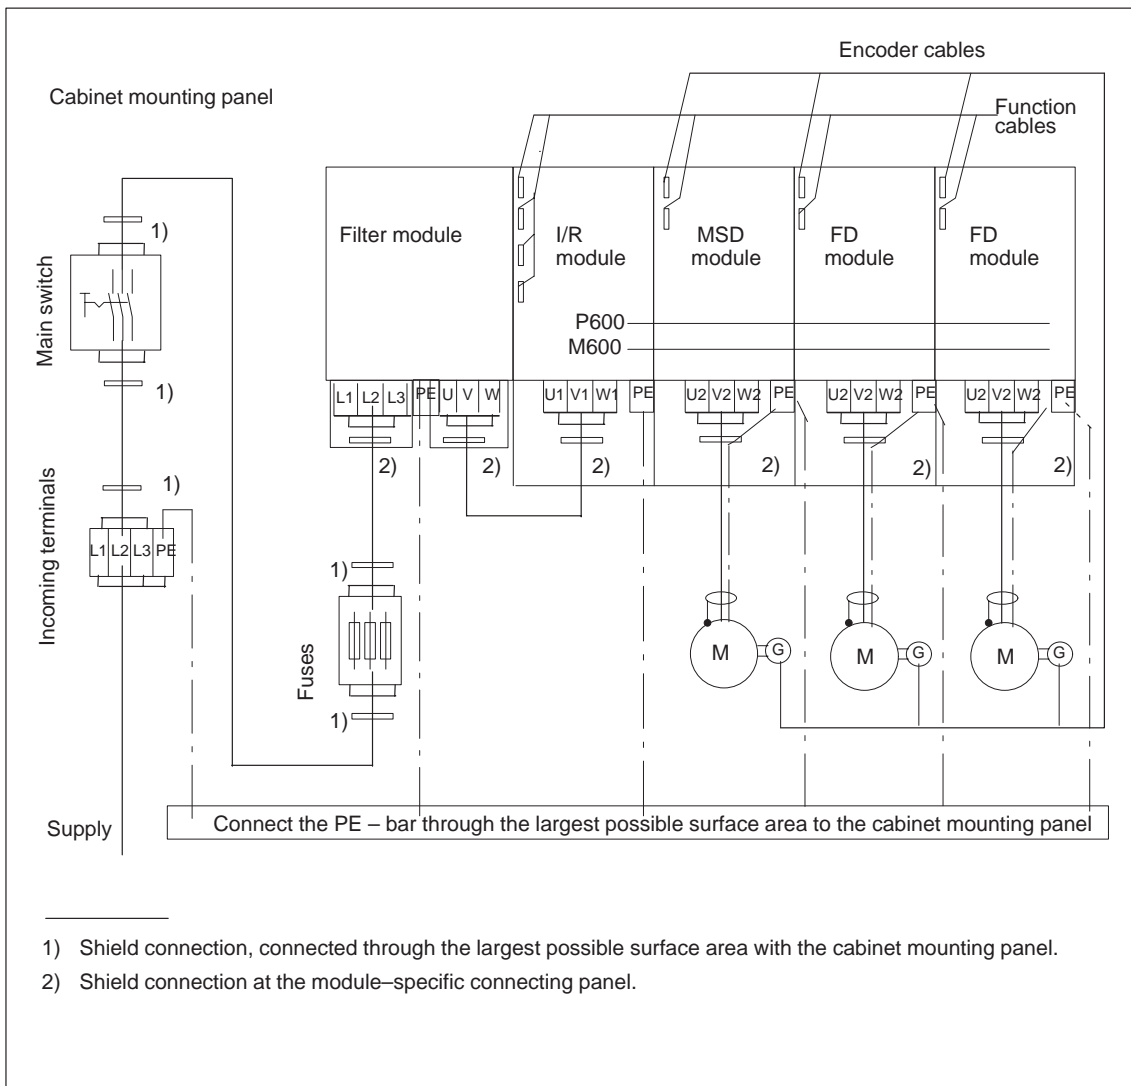 Encoder cables
Cabinet mounting panel
Function
cables
1)
Filter module
I/R
module
MSD
module
FD
module
FD
module
Main switch
P600
M600
1)
L1 L2 L3 PE U V W
U1 V1 W1 PE
U2 V2 W2 PE
U2 V2 W2 PE
U2 V2 W2 PE
2)
2)
2)
2)
2)
2)
1)
Incoming terminals
L1 L2 L3 PE
1)
Fuses
M
G
M
G
M
G
1)
Supply
Connect the PE – bar through the largest possible surface area to the cabinet mounting panel
1) Shield connection, connected through the largest possible surface area with the cabinet mounting panel.
2) Shield connection at the module–specific connecting panel.